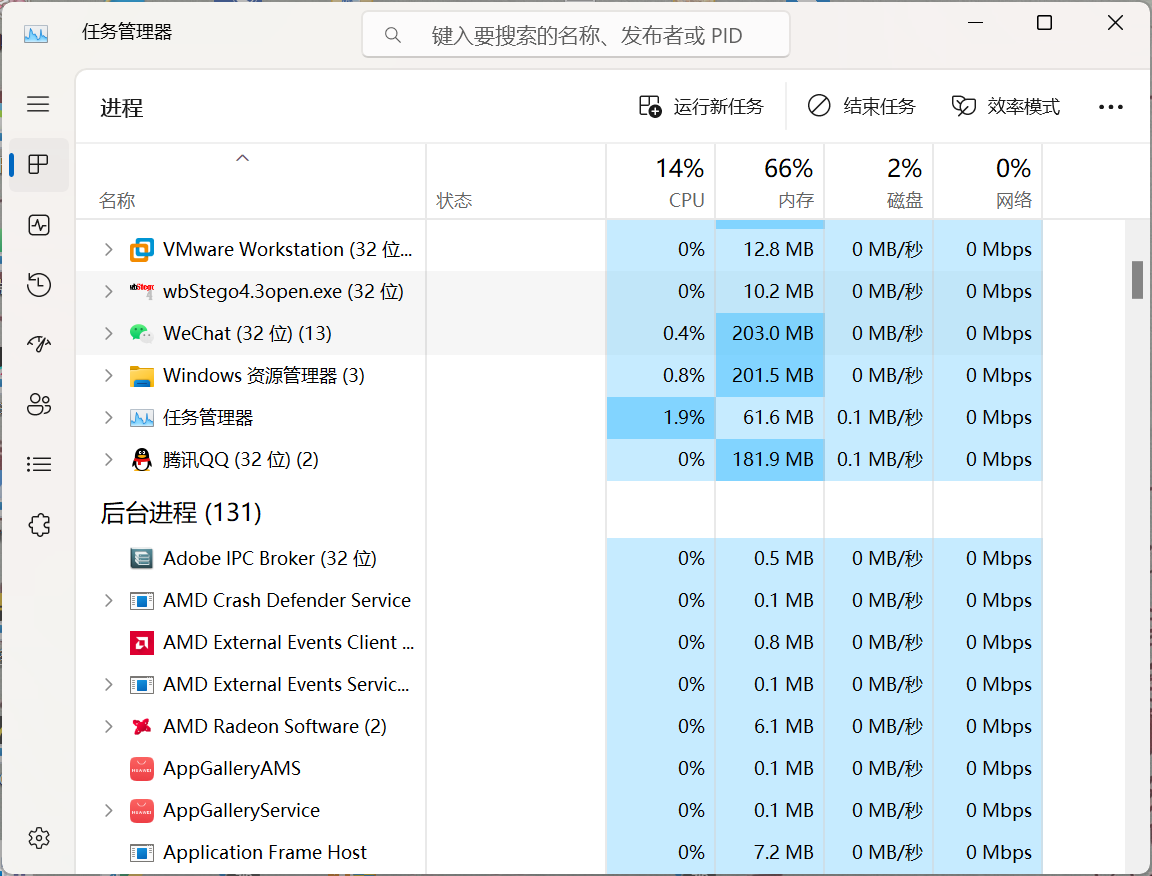 任务管理器
键入要搜索的名称、发布者或 PID
进程
运行新任务
结束任务
效率模式
14% 66% 2% 0%
名称 状态 CPU 内存 磁盘 网络
VMware Workstation (32 位... 0% 12.8 MB 0 MB/秒 0 Mbps
wbStego4.3open.exe (32 位) 0% 10.2 MB 0 MB/秒 0 Mbps
WeChat (32 位) (13) 0.4% 203.0 MB 0 MB/秒 0 Mbps
Windows 资源管理器 (3) 0.8% 201.5 MB 0 MB/秒 0 Mbps
任务管理器 1.9% 61.6 MB 0.1 MB/秒 0 Mbps
腾讯QQ (32 位) (2) 0% 181.9 MB 0.1 MB/秒 0 Mbps
后台进程 (131)
Adobe IPC Broker (32 位) 0% 0.5 MB 0 MB/秒 0 Mbps
AMD Crash Defender Service 0% 0.1 MB 0 MB/秒 0 Mbps
AMD External Events Client ... 0% 0.8 MB 0 MB/秒 0 Mbps
AMD External Events Servic... 0% 0.1 MB 0 MB/秒 0 Mbps
AMD Radeon Software (2) 0% 6.1 MB 0 MB/秒 0 Mbps
AppGalleryAMS 0% 0.1 MB 0 MB/秒 0 Mbps
AppGalleryService 0% 0.1 MB 0 MB/秒 0 Mbps
Application Frame Host 0% 7.2 MB 0 MB/秒 0 Mbps